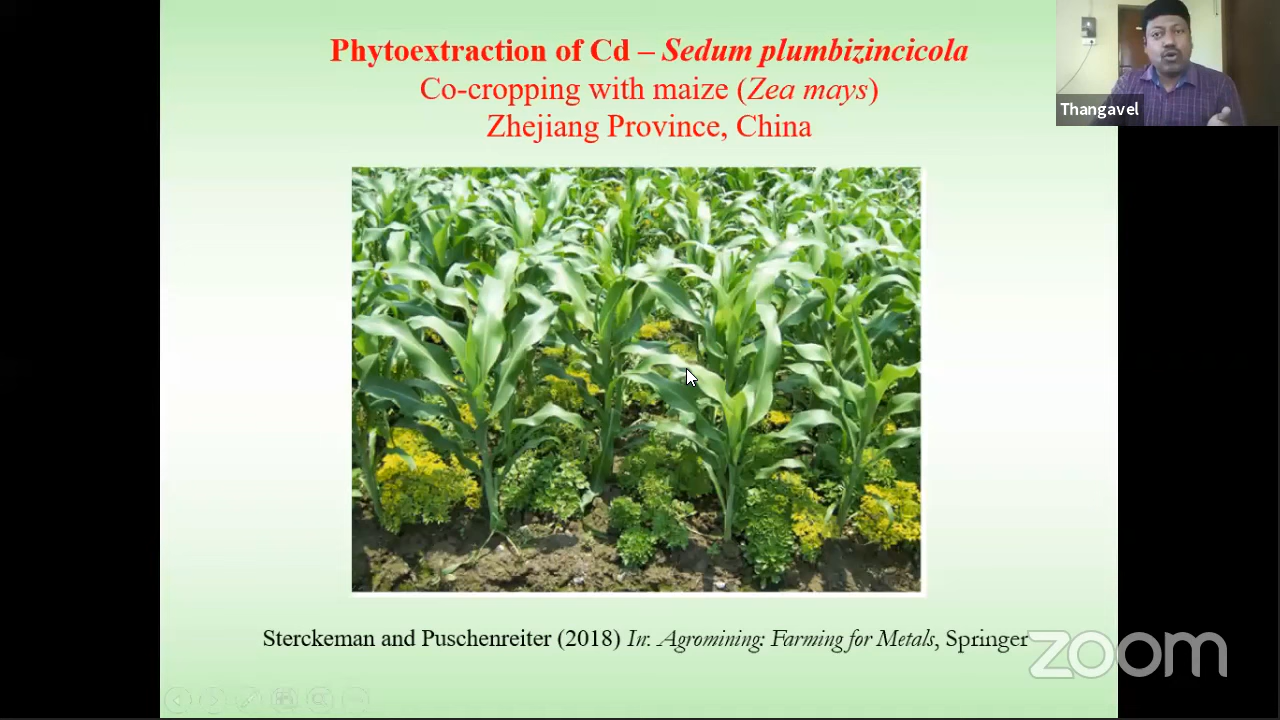 Phytoextraction of Cd – Sedum plumbizincicola
Co-cropping with maize (Zea mays)
Zhejiang Province, China
Thangavel
Sterckeman and Puschenreiter (2018) In: Agromining: Farming for Metals, Springer
zoom